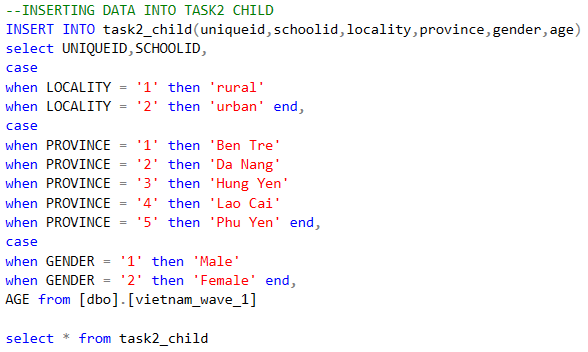 --INSERTING DATA INTO TASK2 CHILD
INSERT INTO task2_child(uniqueid,schoolid,locality,province,gender,age)
select UNIQUEID,SCHOOLID,
case
when LOCALITY = '1' then 'rural'
when LOCALITY = '2' then 'urban' end,
case
when PROVINCE = '1' then 'Ben Tre'
when PROVINCE = '2' then 'Da Nang'
when PROVINCE = '3' then 'Hung Yen'
when PROVINCE = '4' then 'Lao Cai'
when PROVINCE = '5' then 'Phu Yen' end,
case
when GENDER = '1' then 'Male'
when GENDER = '2' then 'Female' end,
AGE from [dbo].[vietnam_wave_1]
select * from task2_child